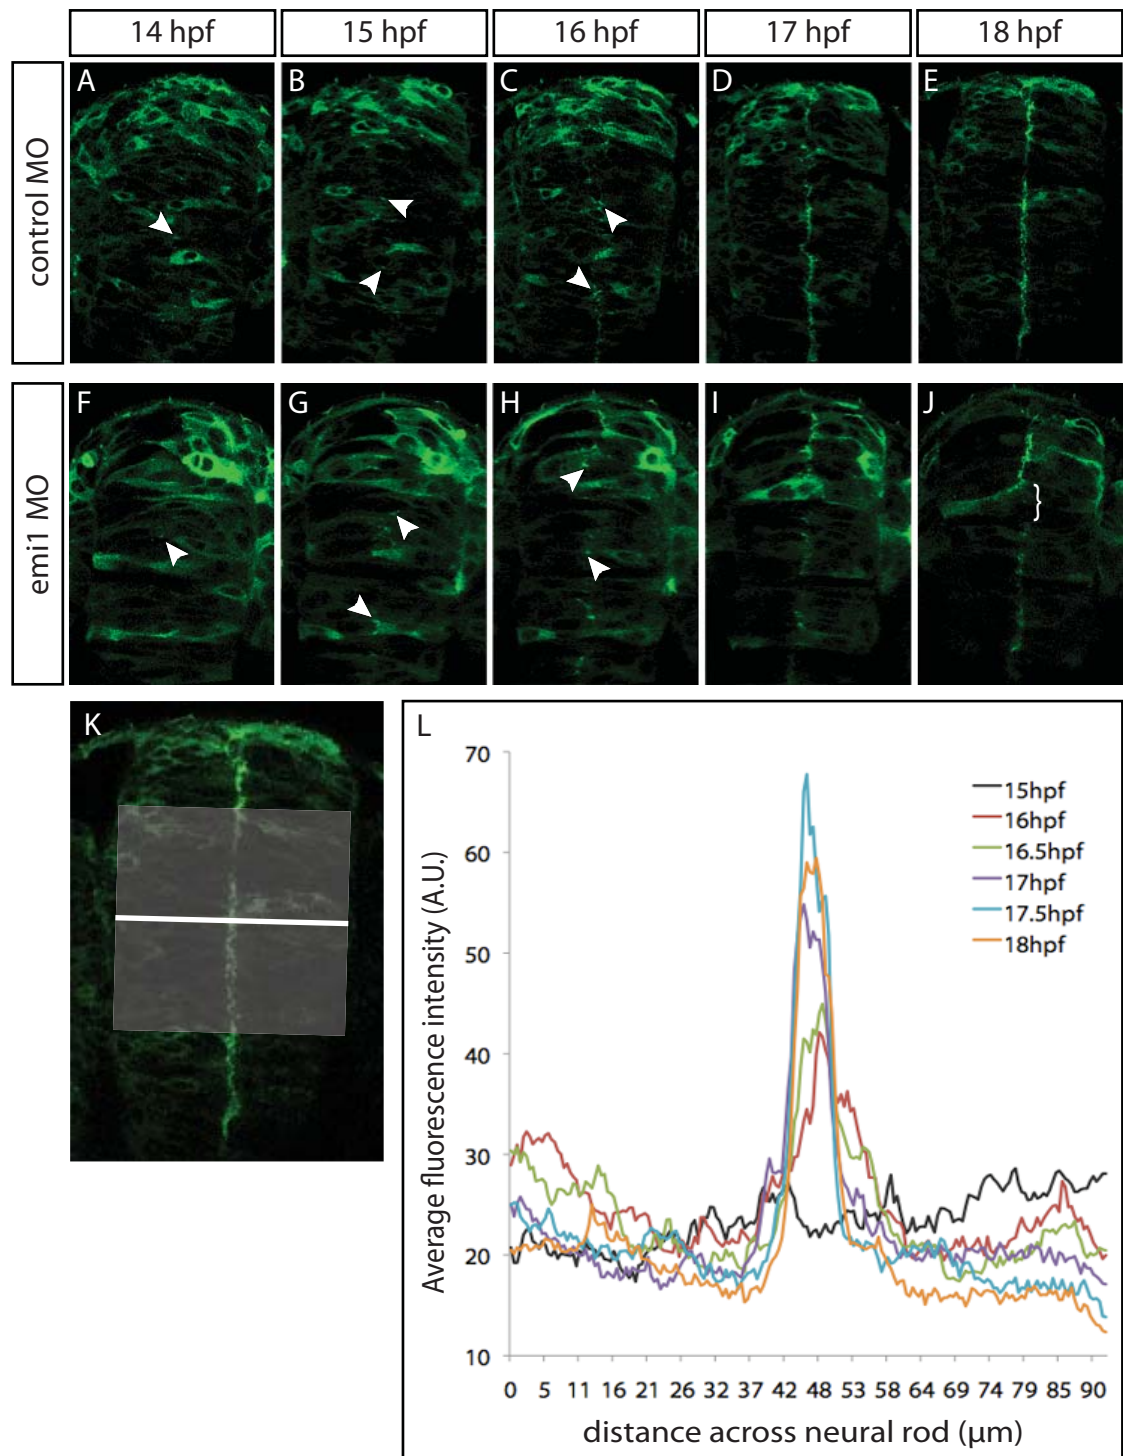 14 hpf
15 hpf
16 hpf
17 hpf
18 hpf
control MO
A
B
C
D
E
emi1 MO
F
G
H
I
J
}
K
L
Average fluorescence intensity (A.U.)
70
60
50
40
30
20
10
15hpf
16hpf
16.5hpf
17hpf
17.5hpf
18hpf
0 5 11 16 21 26 32 37 42 48 53 58 64 69 74 79 85 90
distance across neural rod (μm)